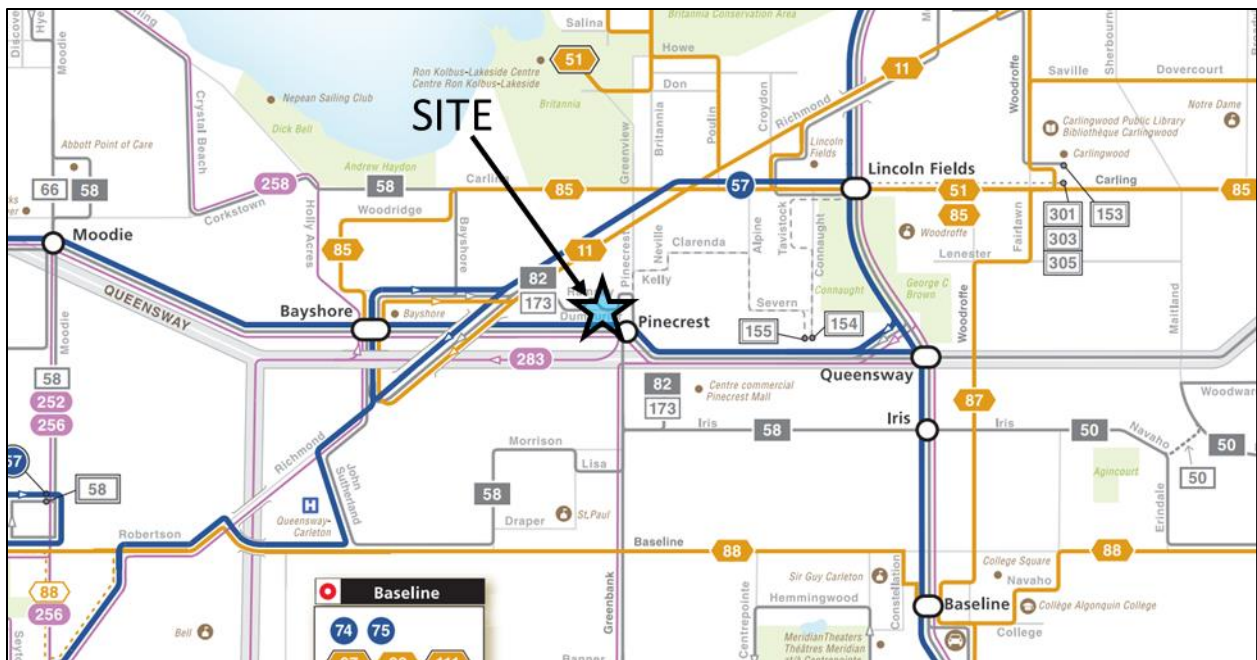 Salina
Britannia Conservation Area
Howe
51
Don
Ron Kolbus-Lakeside Centre
Centre Ron Kolbus-Lakeside
Britannia
Nepean Sailing Club
SITE
Dick Bell
Andrew Haydon
Moodie
Crystal Beach
Abbott Point of Care
66
58
258
Corkstown
Holly Acres
58
Carling
85
Woodridge
85
Bayshore
Greenview
Britannia
Poulin
Croydon
Richmond
11
Lincoln
Fields
57
Lincoln Fields
Woodroffe
Saville
Sherbourne
Dovercourt
Notre Dame
Carlingwood Public Library
Bibliothèque Carlingwood
Carlingwood
51
Carling
85
85
301
153
303
305
Woodroffe
Fairlawn
Lenester
Maitland
George C
Brown
Woodroffe
Connaught
Connaught
Tavistock
Alpine
Clarenda
Neville
Kelly
Pinecrest
Severn
155
154
11
82
173
Moodie
QUEENSWAY
Bayshore
Bayshore
Pinecrest
283
Queensway
Moodie
58
252
256
82
173
Centre commercial
Pinecrest Mall
Iris
58
Iris
Iris
87
50
Navaho
50
50
Agincourt
Erindale
Richmond
John
Sutherland
Morrison
Lisa
58
Draper
St.Paul
H
Queensway-
Carleton
57
58
Robertson
Baseline
88
88
88
256
Bell
Baseline
74 75
Greenbank
Banner
Centrepointe
Sir Guy Carleton
Hemmingwood
Constellation
Meridian Theaters
Théâtres Meridian
Baseline
College Square
Navaho
Collège Algonquin College
College